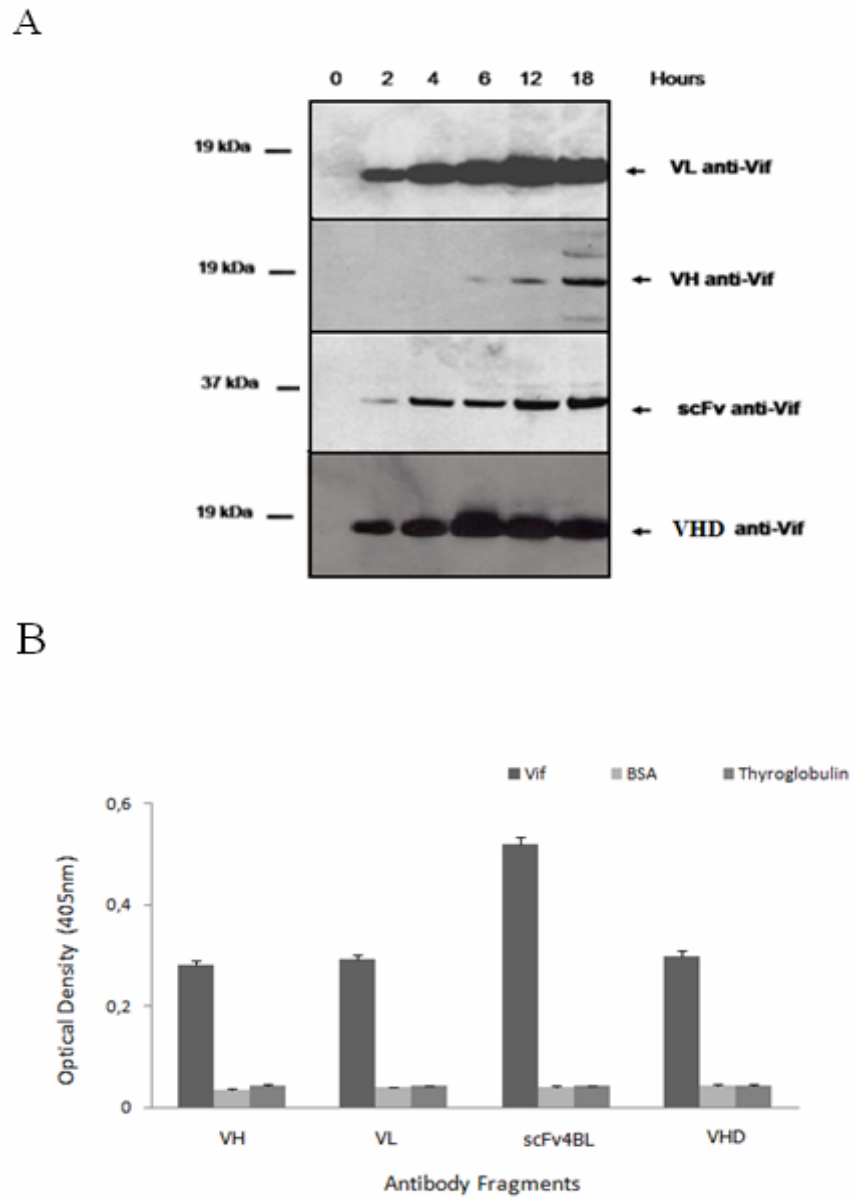 A
0 2 4 6 12 18 Hours
19 kDa
VL anti-Vif
19 kDa
VH anti-Vif
37 kDa
scFv anti-Vif
19 kDa
VHD anti-Vif
B
Vif BSA Thyroglobulin
0,6
0,4
0,2
0
Optical Density (405nm)
VH VL scFv4BL VHD
Antibody Fragments